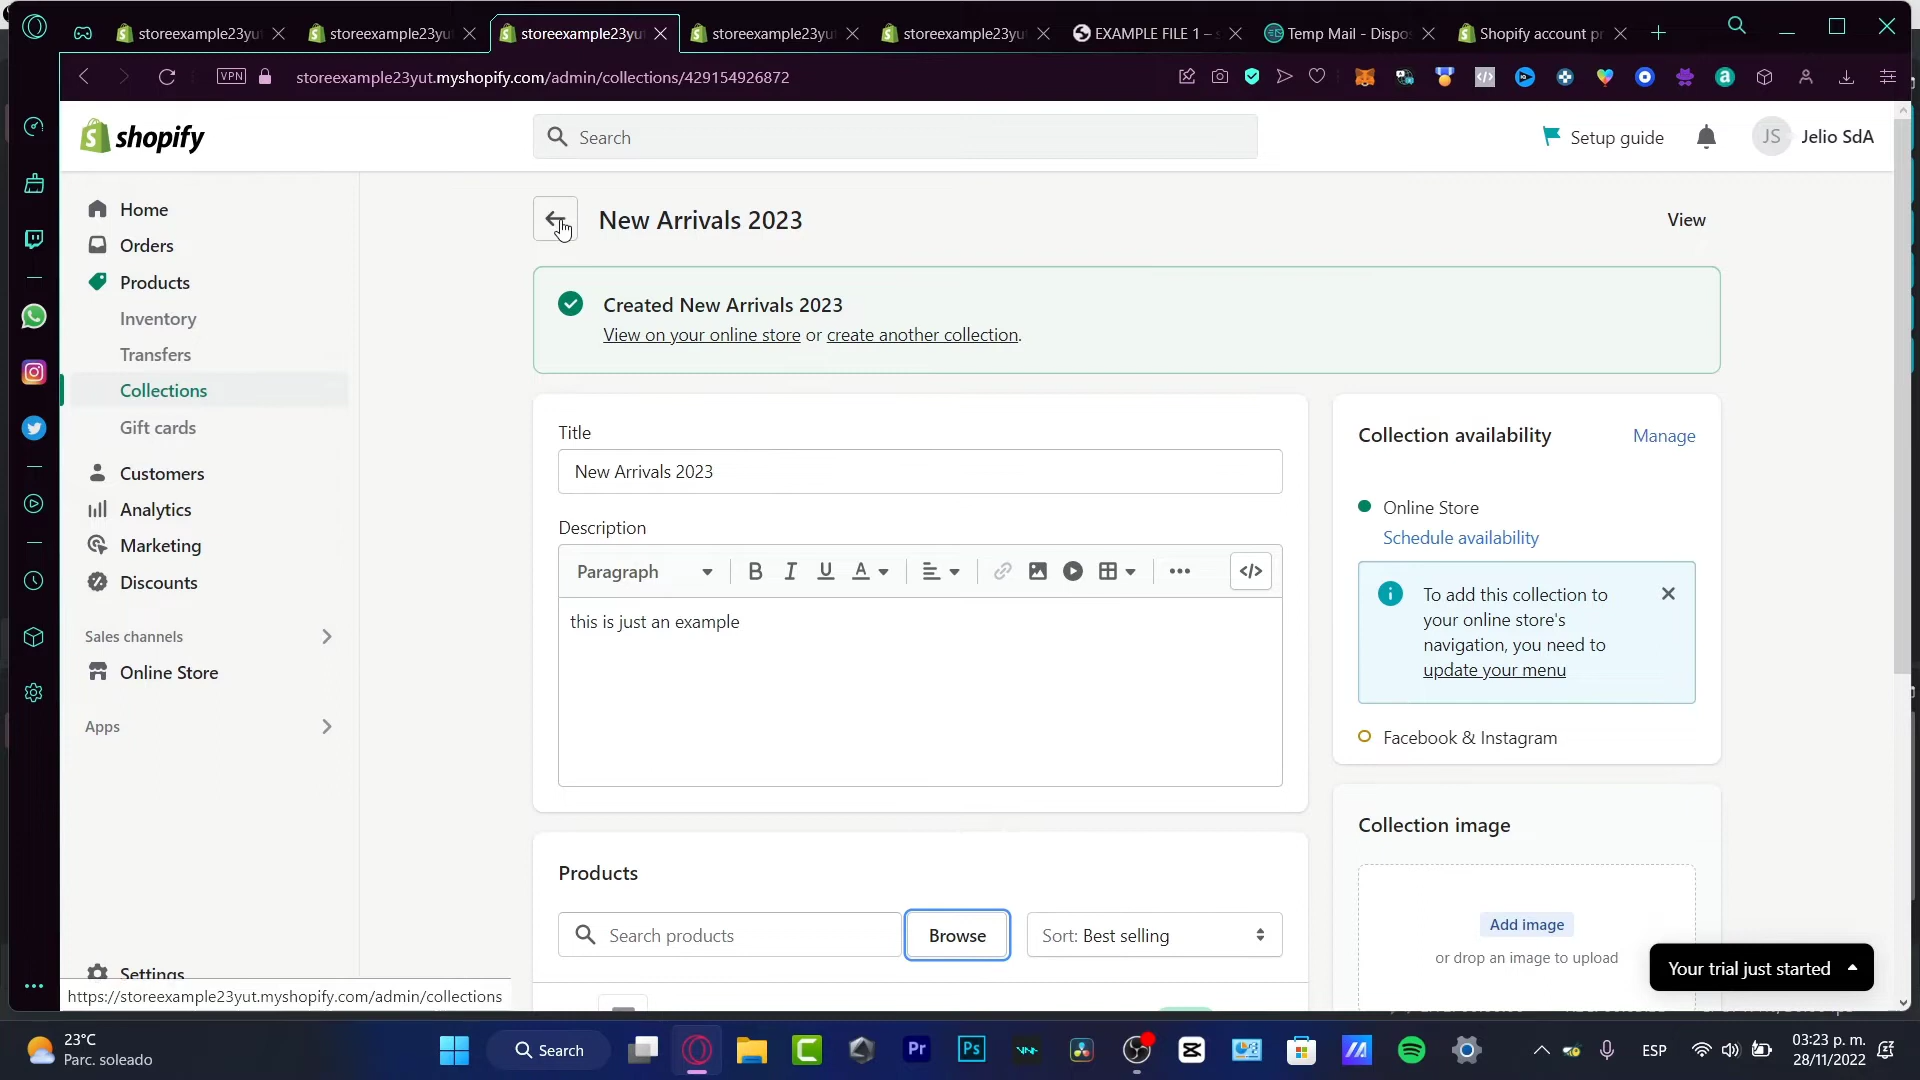 storeexample23yu
storeexample23yu
storeexample23yu
storeexample23yu
storeexample23yu
EXAMPLE FILE 1 –
Temp Mail - Dispo
Shopify account p
VPN
storeexample23yut.myshopify.com/admin/collections/429154926872
shopify
Search
Setup guide
JS
Jelio SdA
Home
Orders
Products
Inventory
Transfers
Collections
Gift cards
Customers
Analytics
Marketing
Discounts
Sales channels
Online Store
Apps
Settings
New Arrivals 2023
View
Created New Arrivals 2023
View on your online store or create another collection.
Title
New Arrivals 2023
Description
Paragraph
B I U A
this is just an example
Products
Search products
Browse
Sort: Best selling
Collection availability
Manage
Online Store
Schedule availability
To add this collection to
your online store's
navigation, you need to
update your menu
Facebook & Instagram
Collection image
Add image
or drop an image to upload
Your trial just started
https://storeexample23yut.myshopify.com/admin/collections
23°C
Parc. soleado
Search
Pr
Ps
ESP
03:23 p. m.
28/11/2022